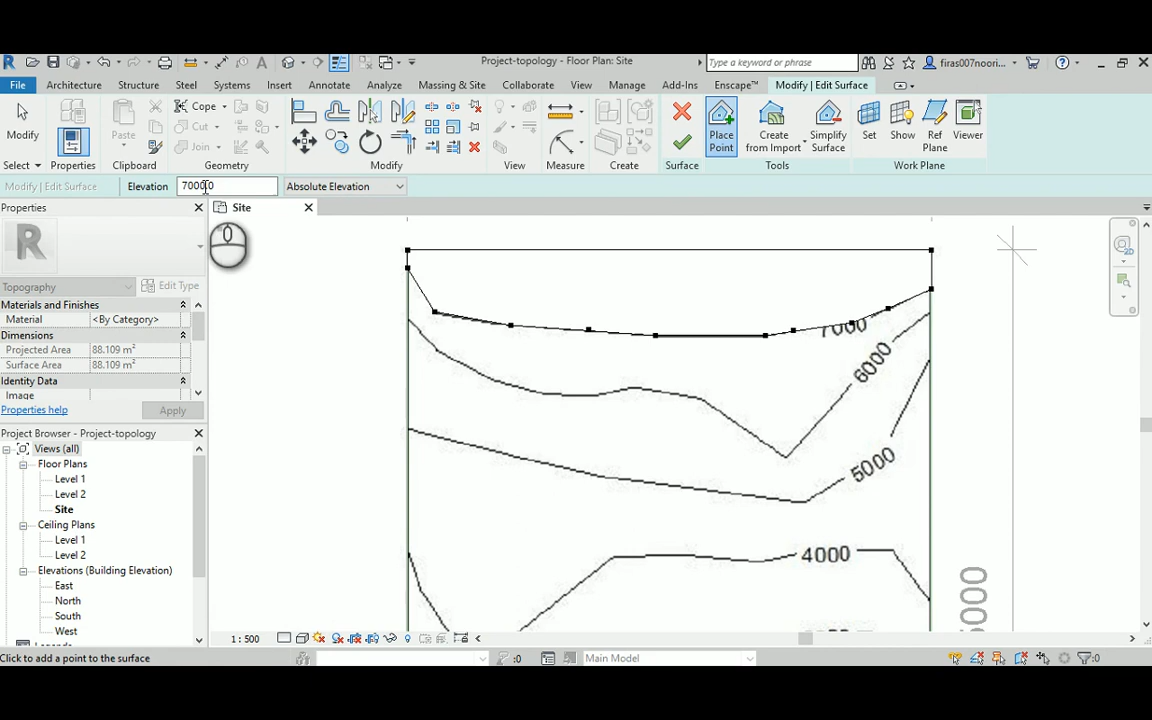 Project-topology - Floor Plan: Site
Type a keyword or phrase
firas007noori...
File Architecture Structure Steel Systems Insert Annotate Analyze Massing & Site Collaborate View Manage Add-Ins Enscape™ Modify | Edit Surface
Modify
Properties
Paste
Cope
Cut
Join
Place Point
Create from Import
Simplify Surface
Set
Show
Ref Plane
Viewer
Select
Properties
Clipboard
Geometry
Modify
View
Measure
Create
Surface
Tools
Work Plane
Modify | Edit Surface
Elevation
Absolute Elevation
Properties
Site
R
Topography
Edit Type
Materials and Finishes
Material <By Category>
Dimensions
Projected Area 88.109 m²
Surface Area 88.109 m²
Identity Data
Image
Properties help
Apply
Project Browser - Project-topology
Views (all)
Floor Plans
Level 1
Level 2
Site
Ceiling Plans
Level 1
Level 2
Elevations (Building Elevation)
East
North
South
West
7000
6000
5000
4000
2D
1 : 500
Click to add a point to the surface
:0
Main Model
:0